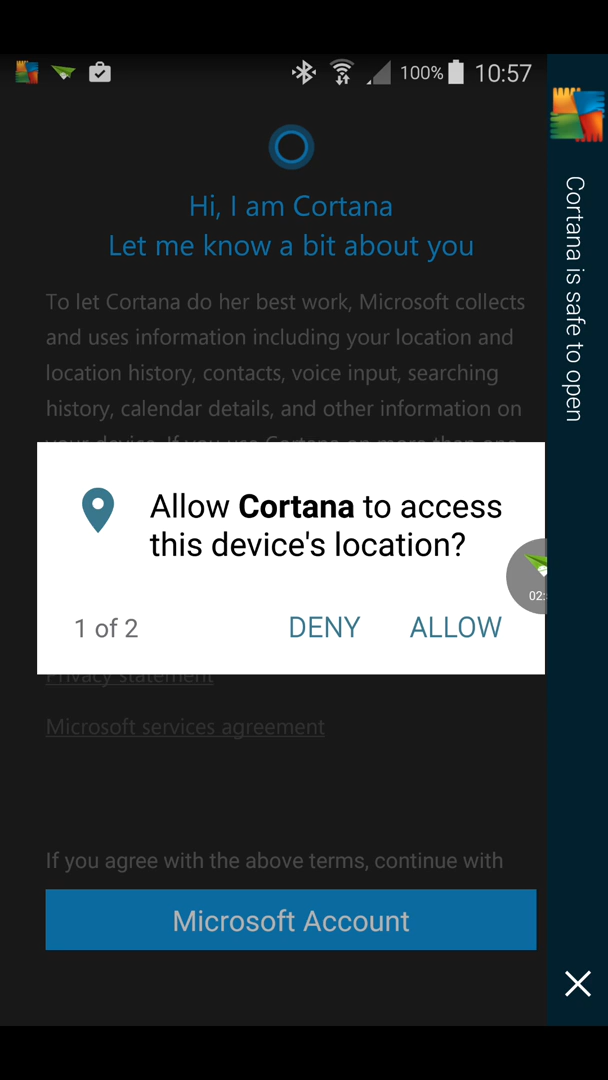 100% 10:57
Hi, I am Cortana
Let me know a bit about you
To let Cortana do her best work, Microsoft collects
and uses information including your location and
location history, contacts, voice input, searching
history, calendar details, and other information on
Allow Cortana to access
this device's location?
02:
1 of 2 DENY ALLOW
Privacy statement
Microsoft services agreement
If you agree with the above terms, continue with
Microsoft Account
Cortana is safe to open